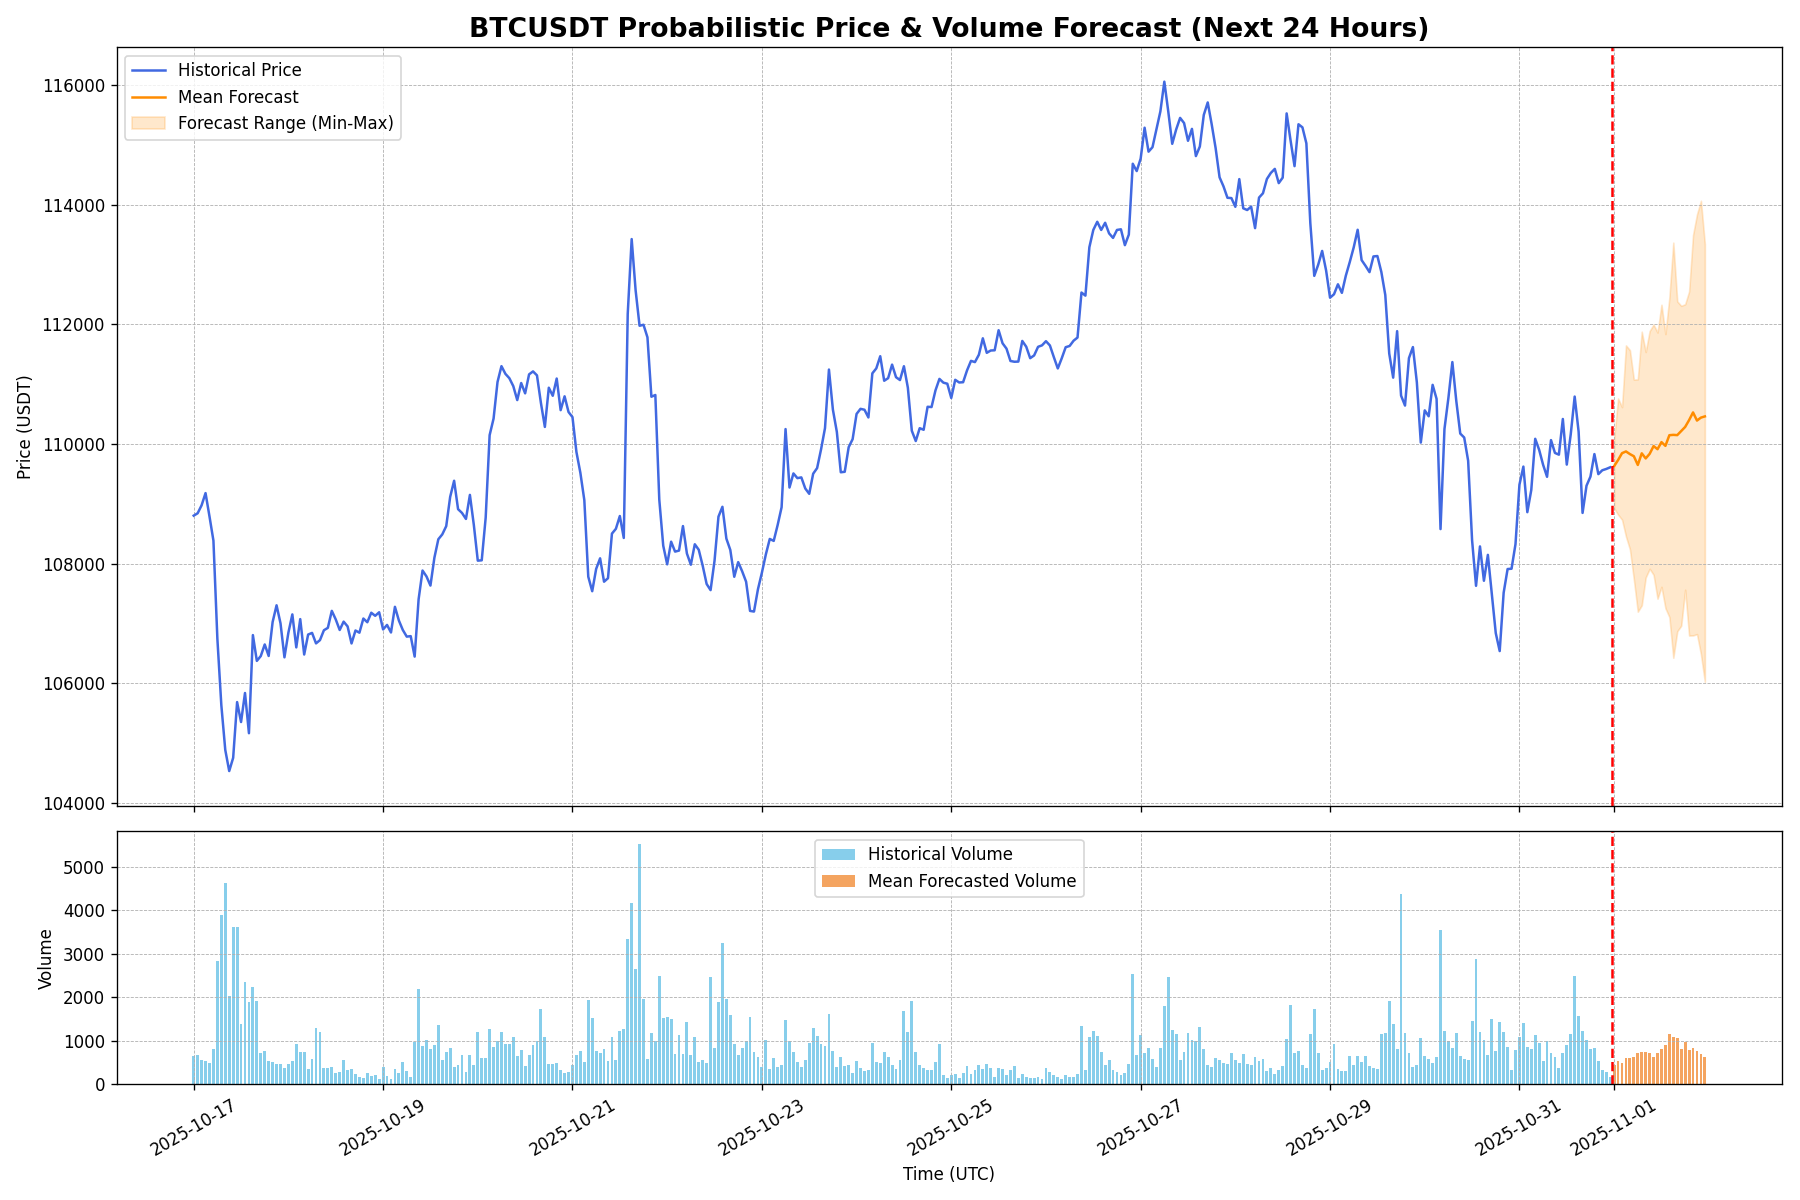 BTCUSDT Probabilistic Price & Volume Forecast (Next 24 Hours)
Historical Price
Mean Forecast
Forecast Range (Min-Max)
116000
114000
112000
110000
108000
106000
104000
Price (USDT)
Historical Volume
Mean Forecasted Volume
5000
4000
3000
2000
1000
0
Volume
2025-10-17
2025-10-19
2025-10-21
2025-10-23
2025-10-25
2025-10-27
2025-10-29
2025-10-31
2025-11-01
Time (UTC)